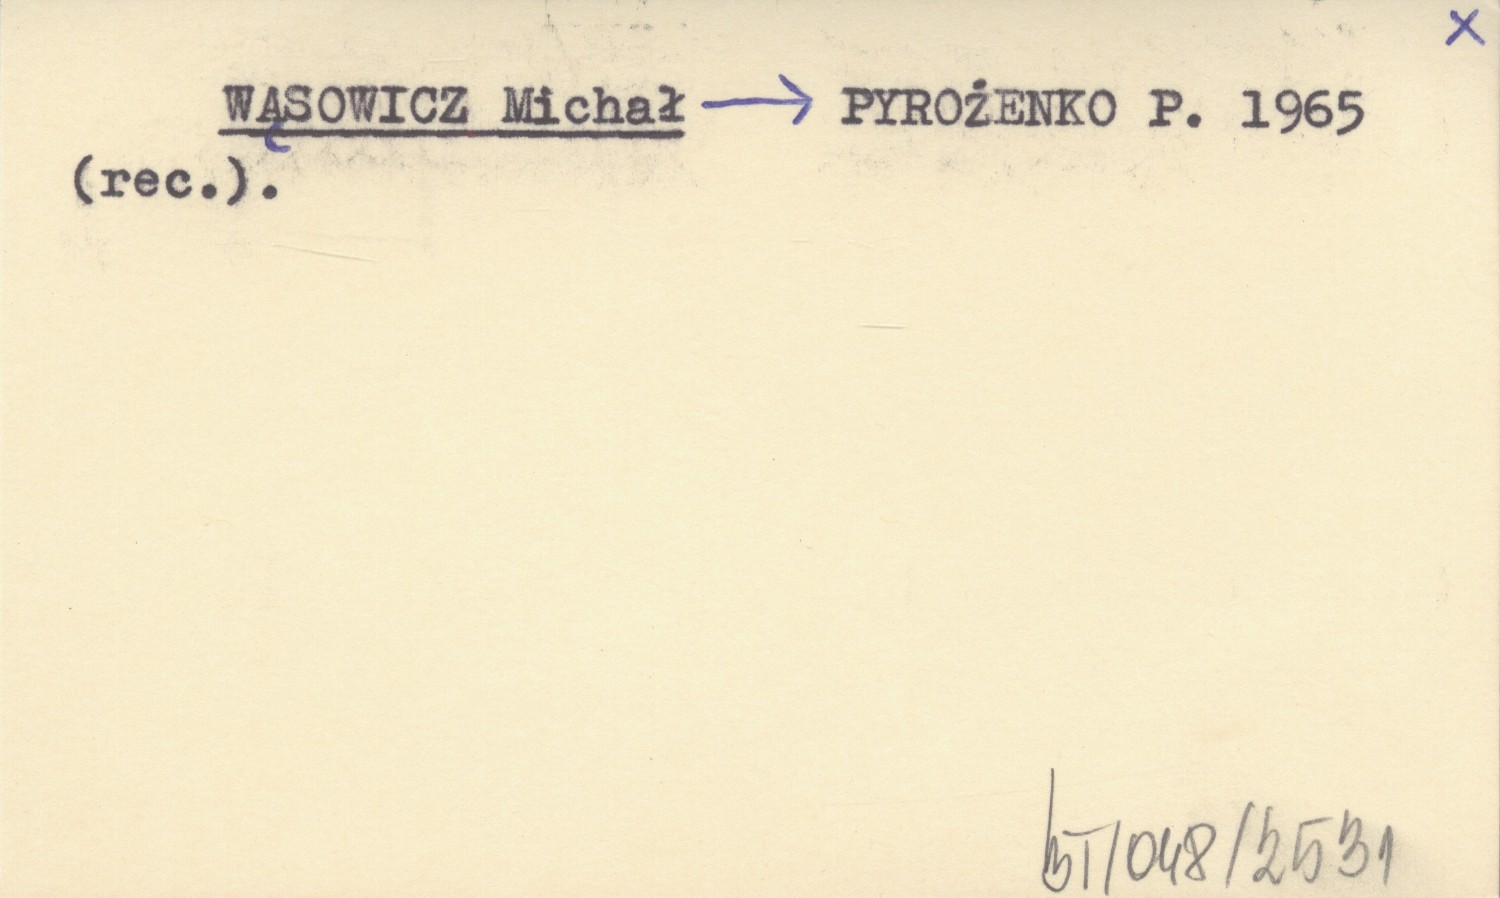 x
WĄSOWICZ Michał → PYROŻENKO P. 1965
(rec.).
BT/048/2531